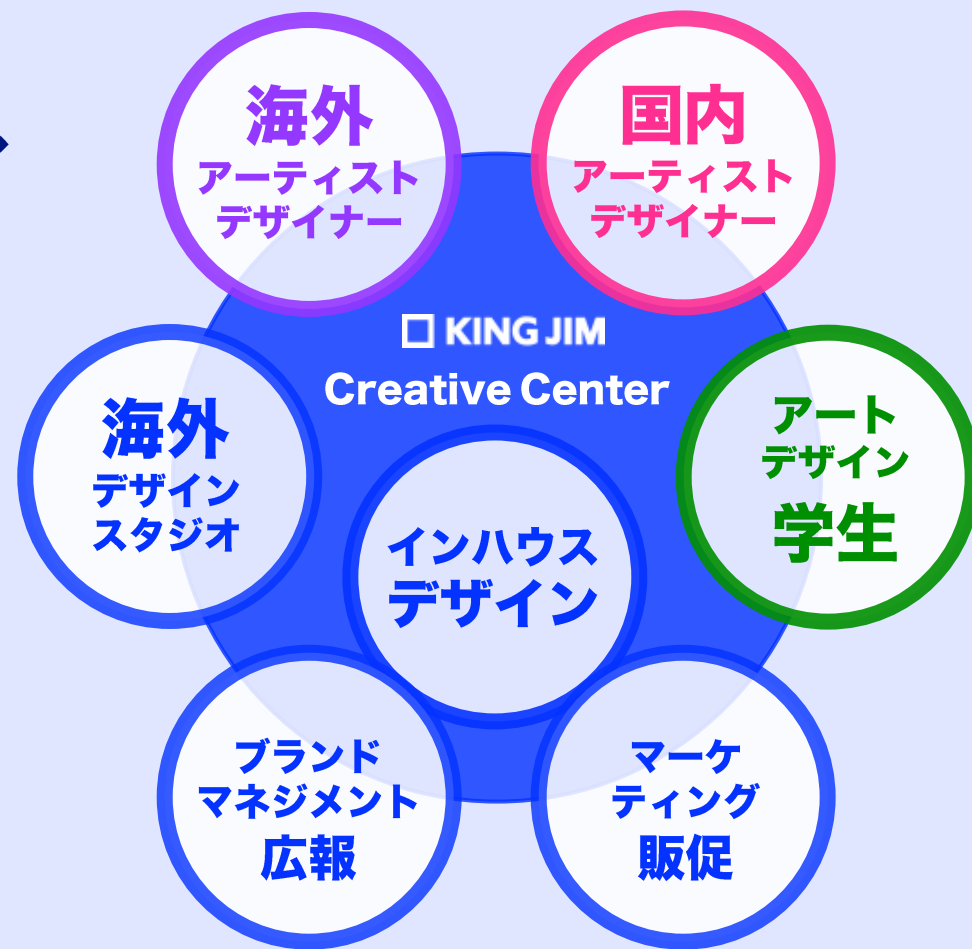 海外
アーティスト
デザイナー
国内
アーティスト
デザイナー
KING JIM
Creative Center
海外
デザイン
スタジオ
アート
デザイン
学生
インハウス
デザイン
ブランド
マネジメント
広報
マーケ
ティング
販促